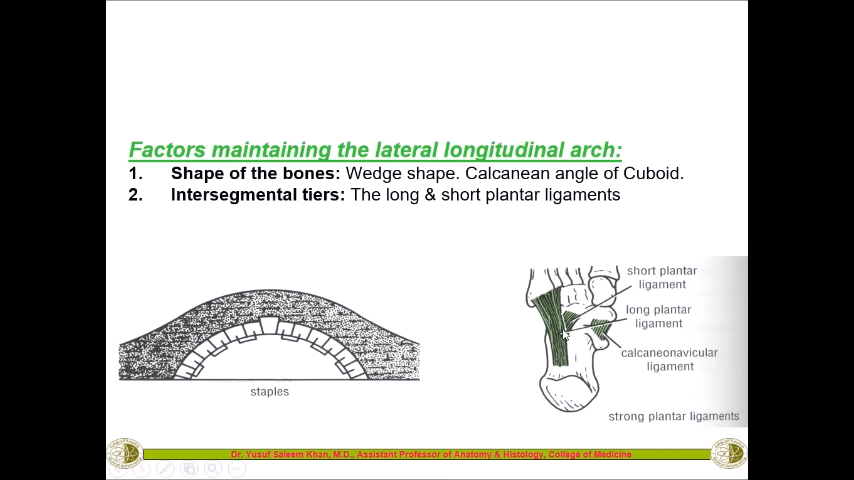 Factors maintaining the lateral longitudinal arch:
1. Shape of the bones: Wedge shape. Calcanean angle of Cuboid.
2. Intersegmental tiers: The long & short plantar ligaments
short plantar
ligament
long plantar
ligament
calcaneonavicular
ligament
staples
strong plantar ligaments
Dr. Yusuf Saleem Khan, M.D., Assistant Professor of Anatomy & Histology, College of Medicine